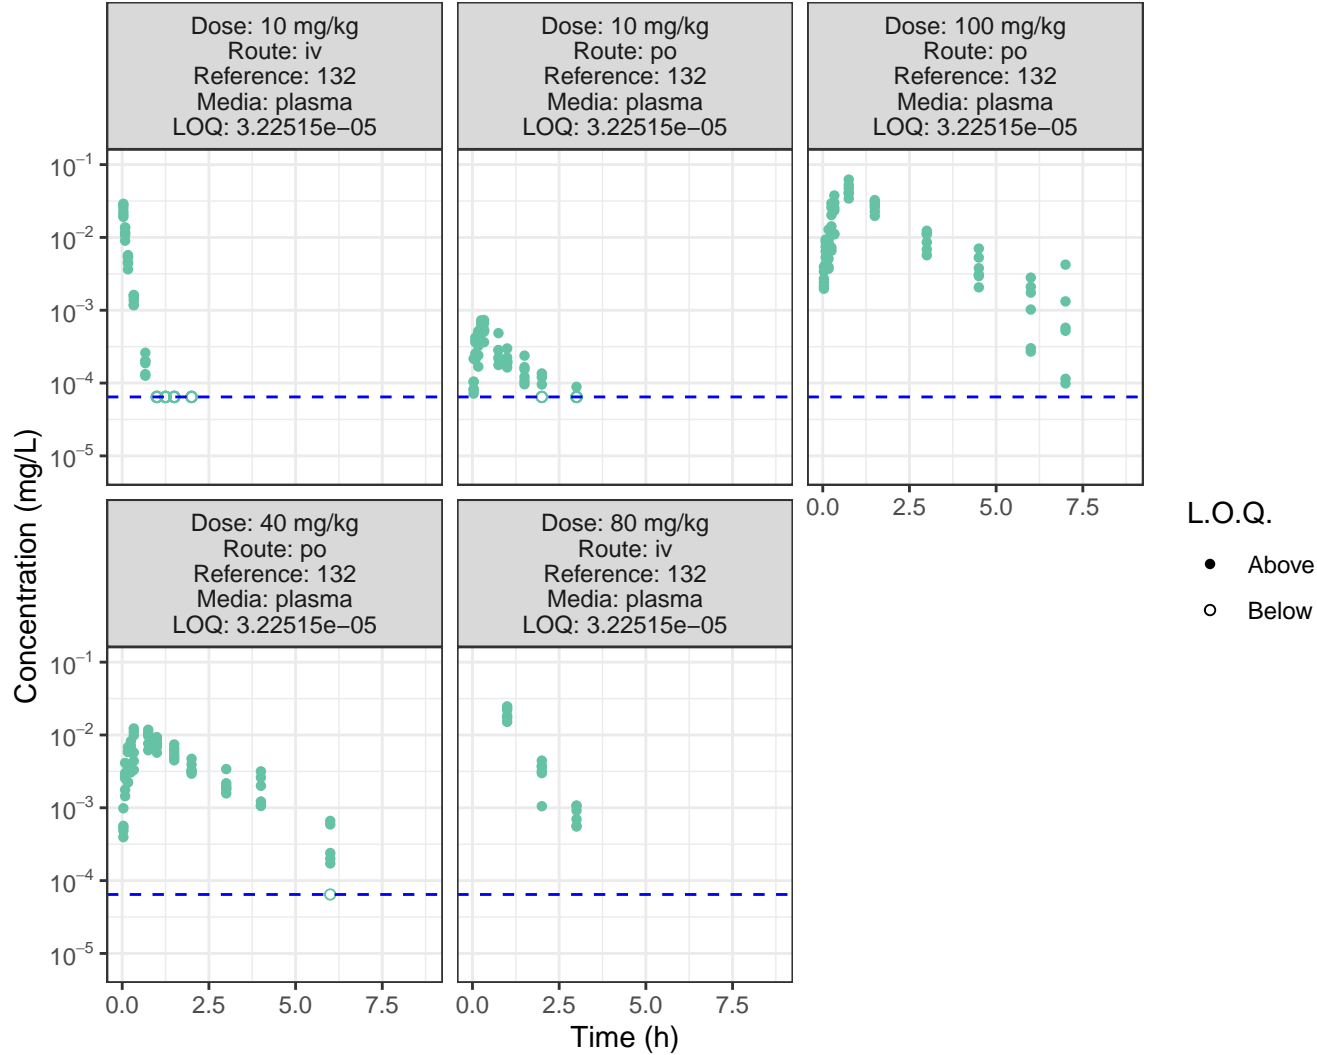 Dose: 10 mg/kg
Route: iv
Reference: 132
Media: plasma
LOQ: 3.22515e−05
Dose: 10 mg/kg
Route: po
Reference: 132
Media: plasma
LOQ: 3.22515e−05
Dose: 100 mg/kg
Route: po
Reference: 132
Media: plasma
LOQ: 3.22515e−05
10⁻¹
10⁻²
10⁻³
10⁻⁴
10⁻⁵
0.0 2.5 5.0 7.5
Dose: 40 mg/kg
Route: po
Reference: 132
Media: plasma
LOQ: 3.22515e−05
Dose: 80 mg/kg
Route: iv
Reference: 132
Media: plasma
LOQ: 3.22515e−05
10⁻¹
10⁻²
10⁻³
10⁻⁴
10⁻⁵
0.0 2.5 5.0 7.5
0.0 2.5 5.0 7.5
Concentration (mg/L)
Time (h)
L.O.Q.
Above
Below